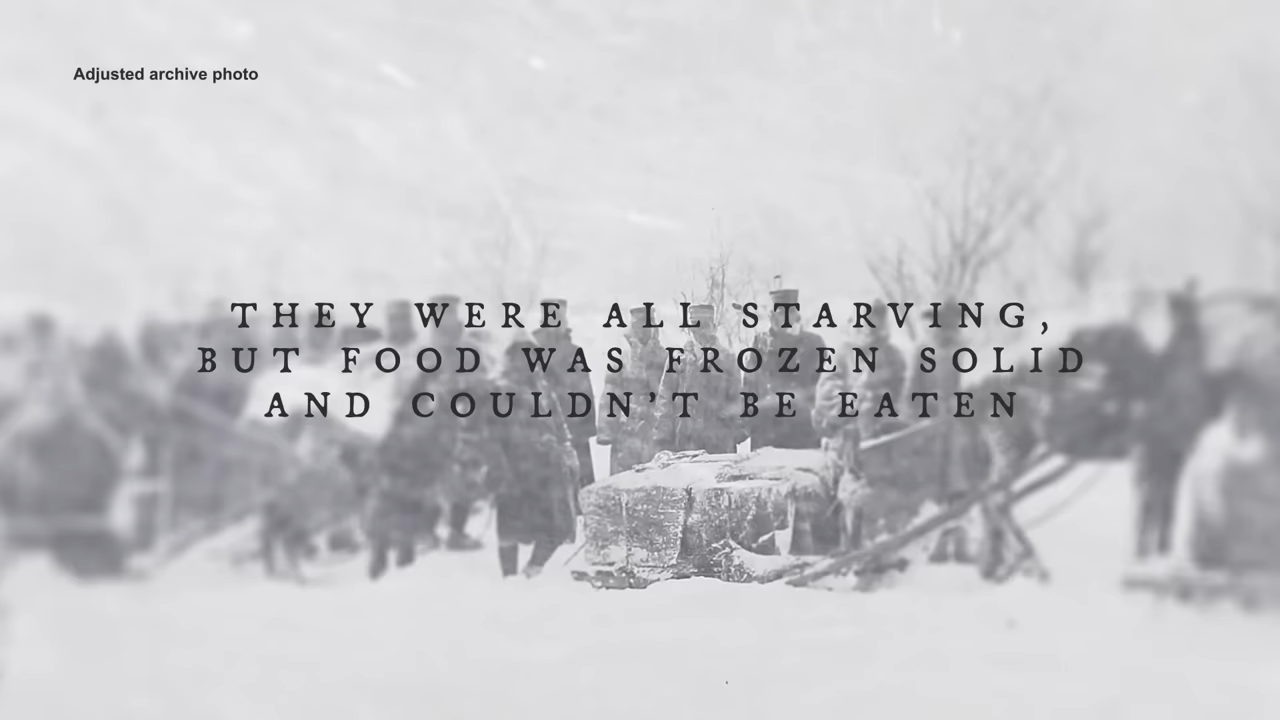 Adjusted archive photo
THEY WERE ALL STARVING,
BUT FOOD WAS FROZEN SOLID
AND COULDN'T BE EATEN